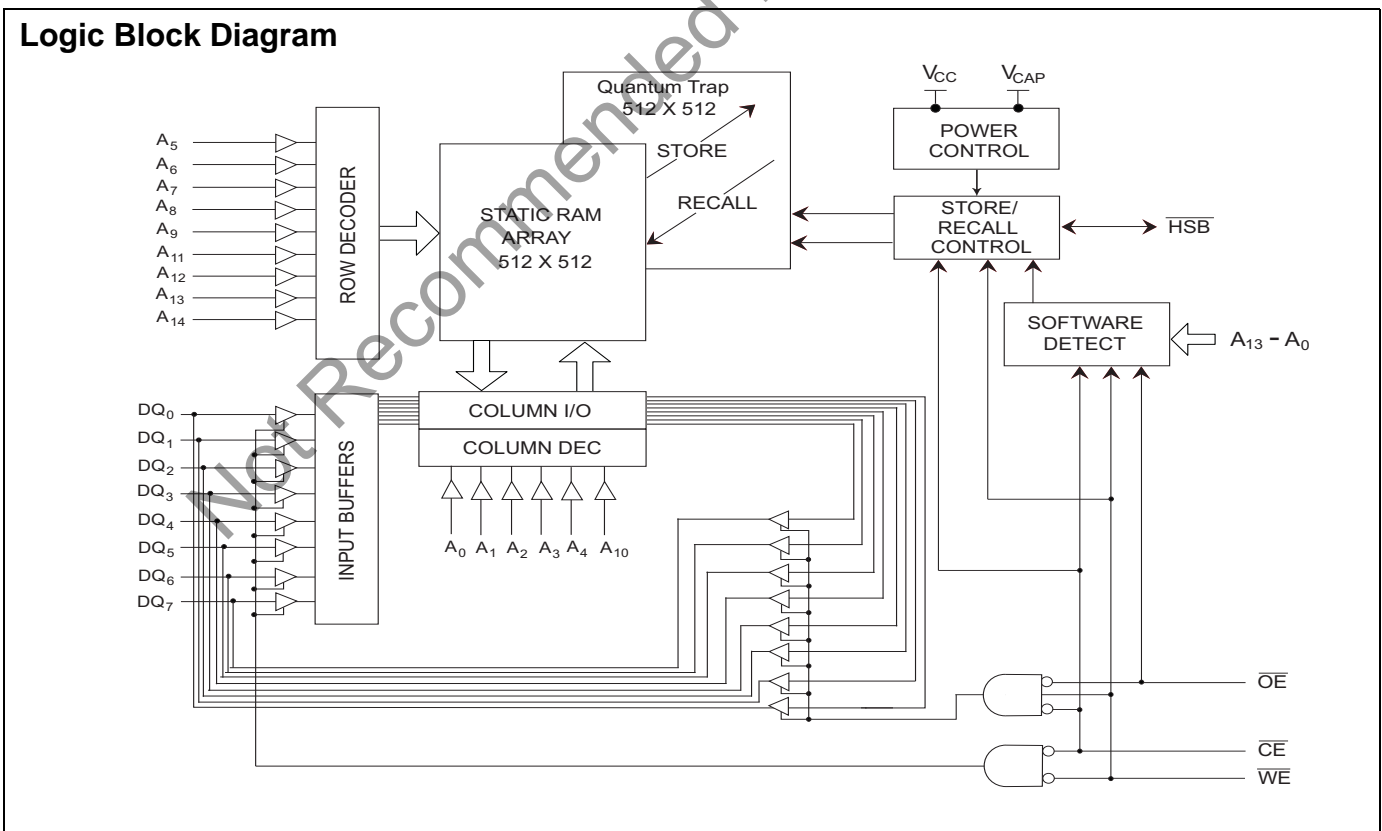 Logic Block Diagram
Not Recommended
Quantum Trap
512 X 512
STORE
RECALL
STATIC RAM
ARRAY
512 X 512
ROW DECODER
A5
A6
A7
A8
A9
A11
A12
A13
A14
VCC
VCAP
POWER
CONTROL
STORE/
RECALL
CONTROL
HSB
SOFTWARE
DETECT
A13 – A0
COLUMN I/O
COLUMN DEC
A0 A1 A2 A3 A4 A10
INPUT BUFFERS
DQ0
DQ1
DQ2
DQ3
DQ4
DQ5
DQ6
DQ7
OE
CE
WE